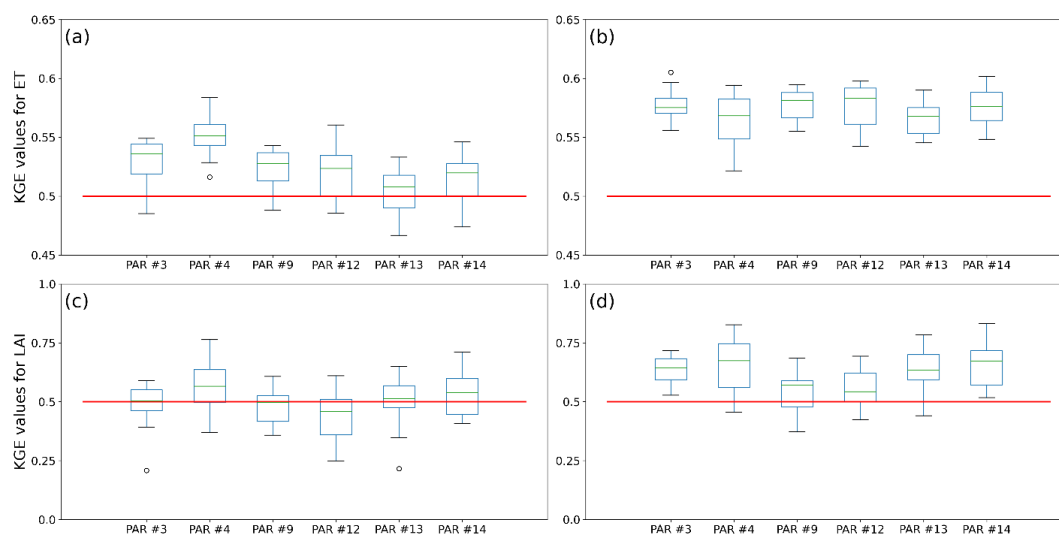 (a)
KGE values for ET
0.65
0.60
0.55
0.5
0.45
PAR #3 PAR #4 PAR #9 PAR #12 PAR #13 PAR #14
(b)
0.65
0.60
0.55
0.5
0.45
PAR #3 PAR #4 PAR #9 PAR #12 PAR #13 PAR #14
(c)
KGE values for LAI
1.0
0.75
0.5
0.25
0.0
PAR #3 PAR #4 PAR #9 PAR #12 PAR #13 PAR #14
(d)
1.0
0.75
0.5
0.25
0.0
PAR #3 PAR #4 PAR #9 PAR #12 PAR #13 PAR #14